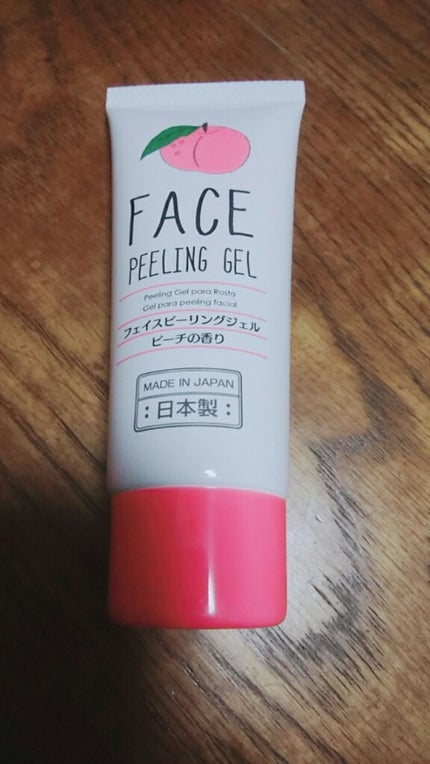 FACE
PEELING GEL
Peeling Gel para Rosto
Gel para peeling facial
フェイスピーリングジェル
ピーチの香り
MADE IN JAPAN
:日本製: